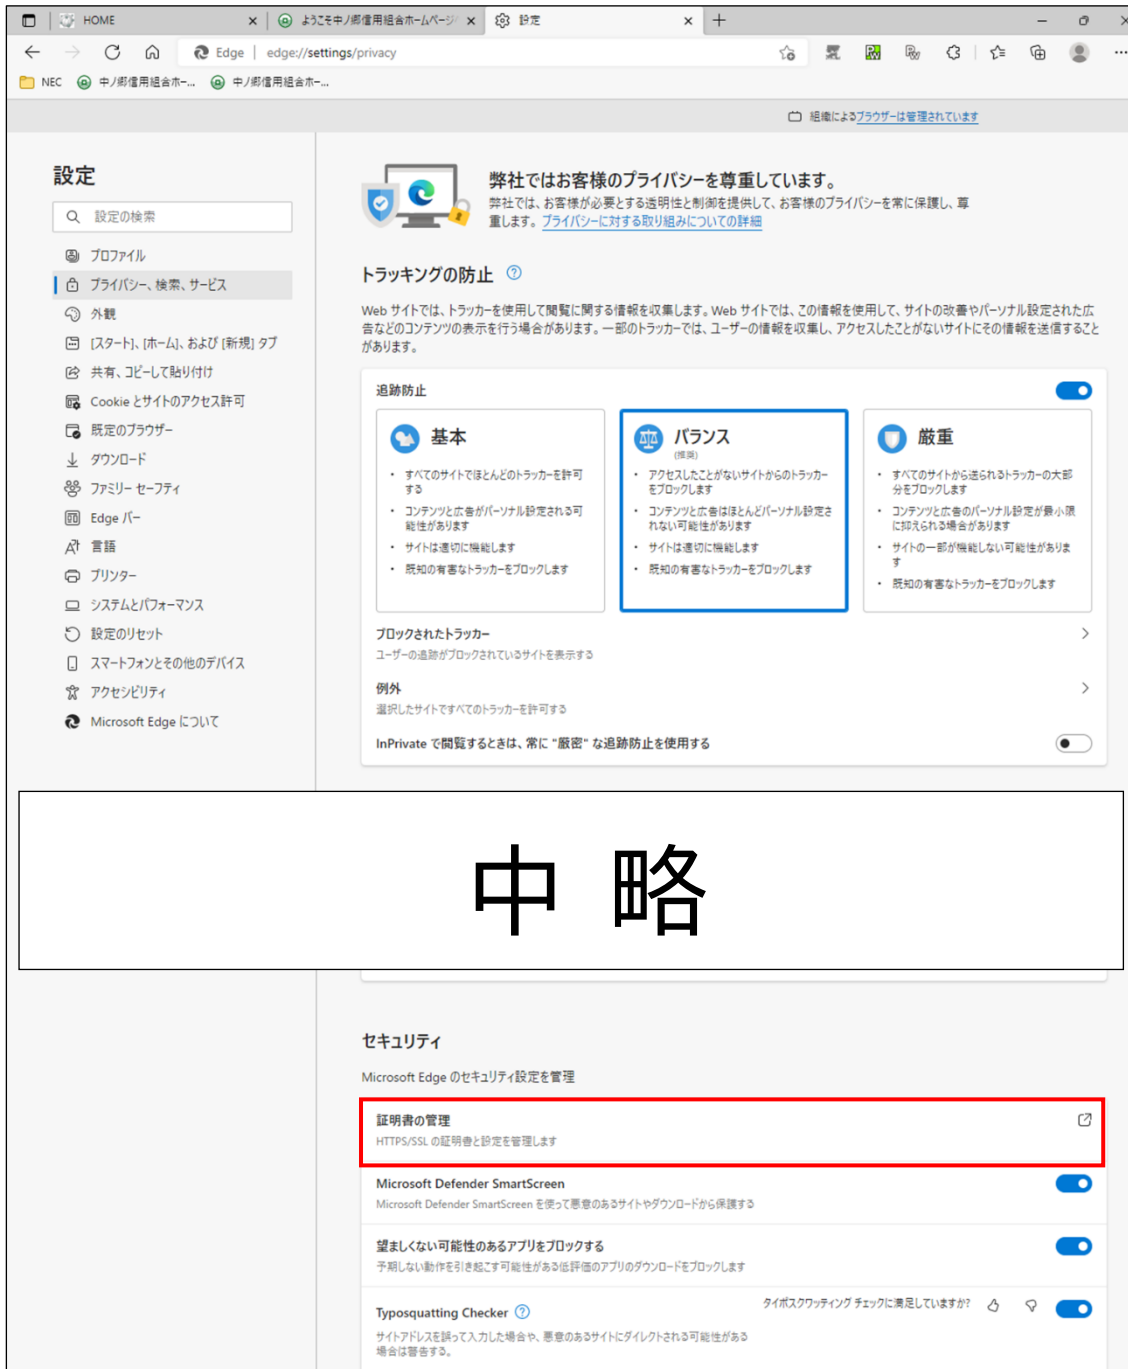 HOME
ようこそ中ノ郷信用組合ホームページ
設定
Edge | edge://settings/privacy
NEC 中ノ郷信用組合ホー... 中ノ郷信用組合ホー...
組織によるブラウザーは管理されています
設定
設定の検索
プロファイル
プライバシー、検索、サービス
外観
[スタート]、[ホーム]、および [新規] タブ
共有、コピーして貼り付け
Cookie とサイトのアクセス許可
既定のブラウザー
ダウンロード
ファミリー セーフティ
Edge バー
言語
プリンター
システムとパフォーマンス
設定のリセット
スマートフォンとその他のデバイス
アクセシビリティ
Microsoft Edge について
弊社ではお客様のプライバシーを尊重しています。
弊社では、お客様が必要とする透明性と制御を提供して、お客様のプライバシーを常に保護し、尊
重します。プライバシーに対する取り組みについての詳細
トラッキングの防止
Web サイトでは、トラッカーを使用して閲覧に関する情報を収集します。Web サイトでは、この情報を使用して、サイトの改善やパーソナル設定された広
告などのコンテンツの表示を行う場合があります。一部のトラッカーでは、ユーザーの情報を収集し、アクセスしたことがないサイトにその情報を送信すること
があります。
追跡防止
基本
・ すべてのサイトでほとんどのトラッカーを許可
する
・ コンテンツと広告がパーソナル設定される可
能性があります
・ サイトは適切に機能します
・ 既知の有害なトラッカーをブロックします
バランス
(推奨)
・ アクセスしたことがないサイトからのトラッカー
をブロックします
・ コンテンツと広告はほとんどパーソナル設定さ
れない可能性があります
・ サイトは適切に機能します
・ 既知の有害なトラッカーをブロックします
厳重
・ すべてのサイトから送られるトラッカーの大部
分をブロックします
・ コンテンツと広告のパーソナル設定が最小限
に抑えられる場合があります
・ サイトの一部が機能しない可能性がありま
す
・ 既知の有害なトラッカーをブロックします
ブロックされたトラッカー
ユーザーの追跡がブロックされているサイトを表示する
例外
選択したサイトですべてのトラッカーを許可する
InPrivate で閲覧するときは、常に "厳密" な追跡防止を使用する
中 略
セキュリティ
Microsoft Edge のセキュリティ設定を管理
証明書の管理
HTTPS/SSL の証明書と設定を管理します
Microsoft Defender SmartScreen
Microsoft Defender SmartScreen を使って悪意のあるサイトやダウンロードから保護する
望ましくない可能性のあるアプリをブロックする
予期しない動作を引き起こす可能性がある低評価のアプリのダウンロードをブロックします
Typosquatting Checker
タイポスクワッティング チェックに満足していますか?
サイトアドレスを誤って入力した場合や、悪意のあるサイトにダイレクトされる可能性がある
場合は警告する。